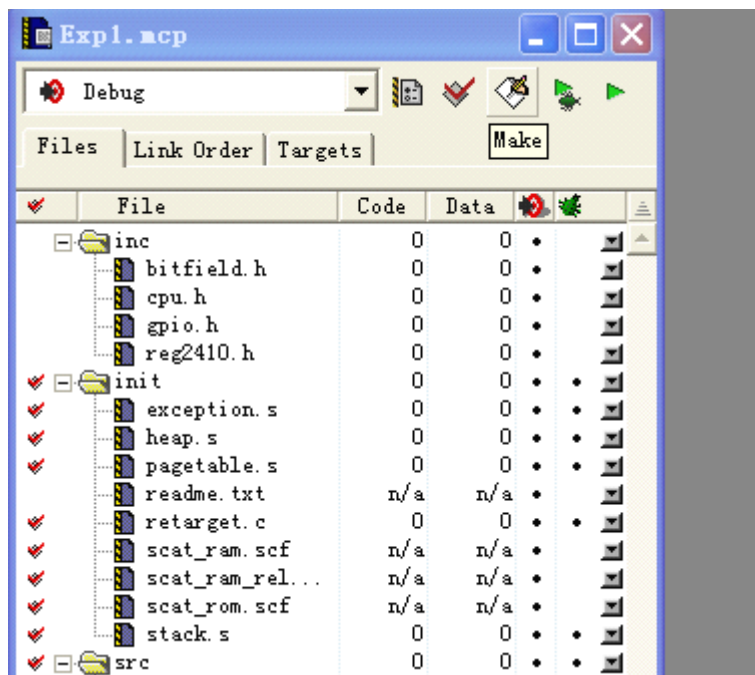 Exp1.mcp
Debug
Make
Files Link Order Targets
File Code Data
inc 0 0
bitfield.h 0 0
cpu.h 0 0
gpio.h 0 0
reg2410.h 0 0
init 0 0
exception.s 0 0
heap.s 0 0
pagetable.s 0 0
readme.txt n/a n/a
retarget.c 0 0
scat_ram.scf n/a n/a
scat_ram_rel... n/a n/a
scat_rom.scf n/a n/a
stack.s 0 0
src 0 0